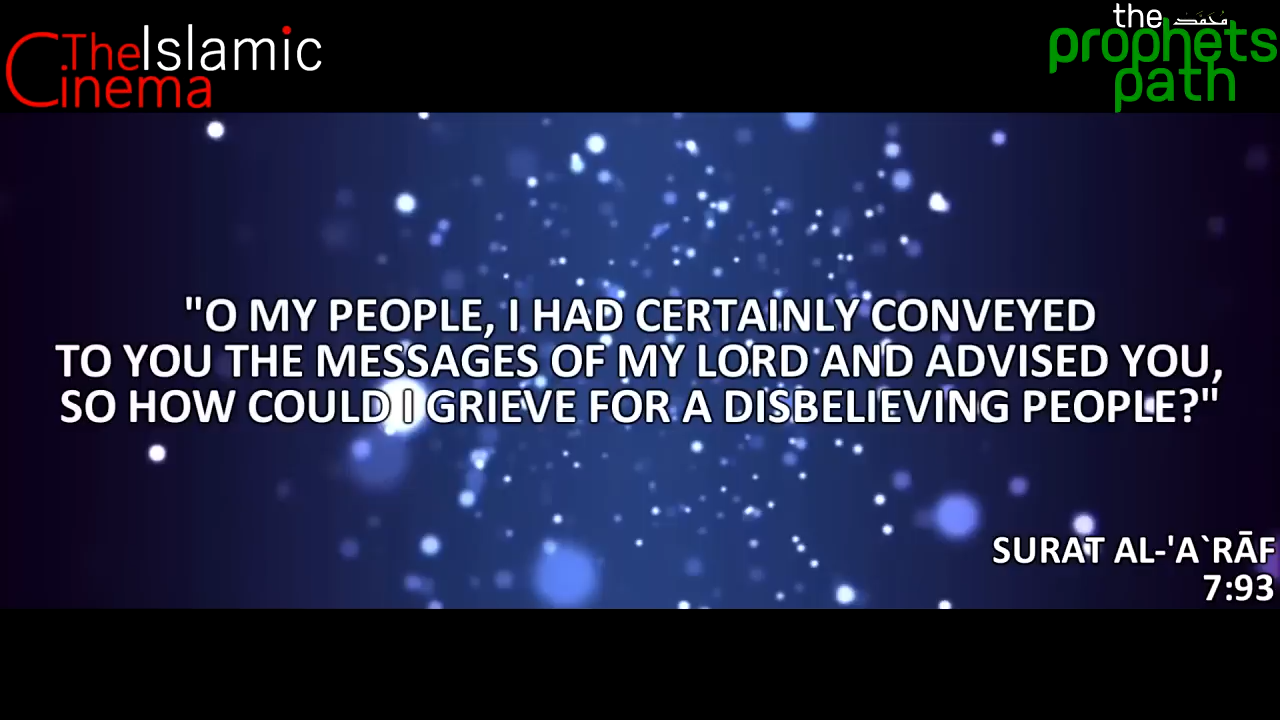 TheIslamic
Cinema
the محمد
prophets
path
"O MY PEOPLE, I HAD CERTAINLY CONVEYED
TO YOU THE MESSAGES OF MY LORD AND ADVISED YOU,
SO HOW COULD I GRIEVE FOR A DISBELIEVING PEOPLE?"
SURAT AL-'A`RĀF
7:93